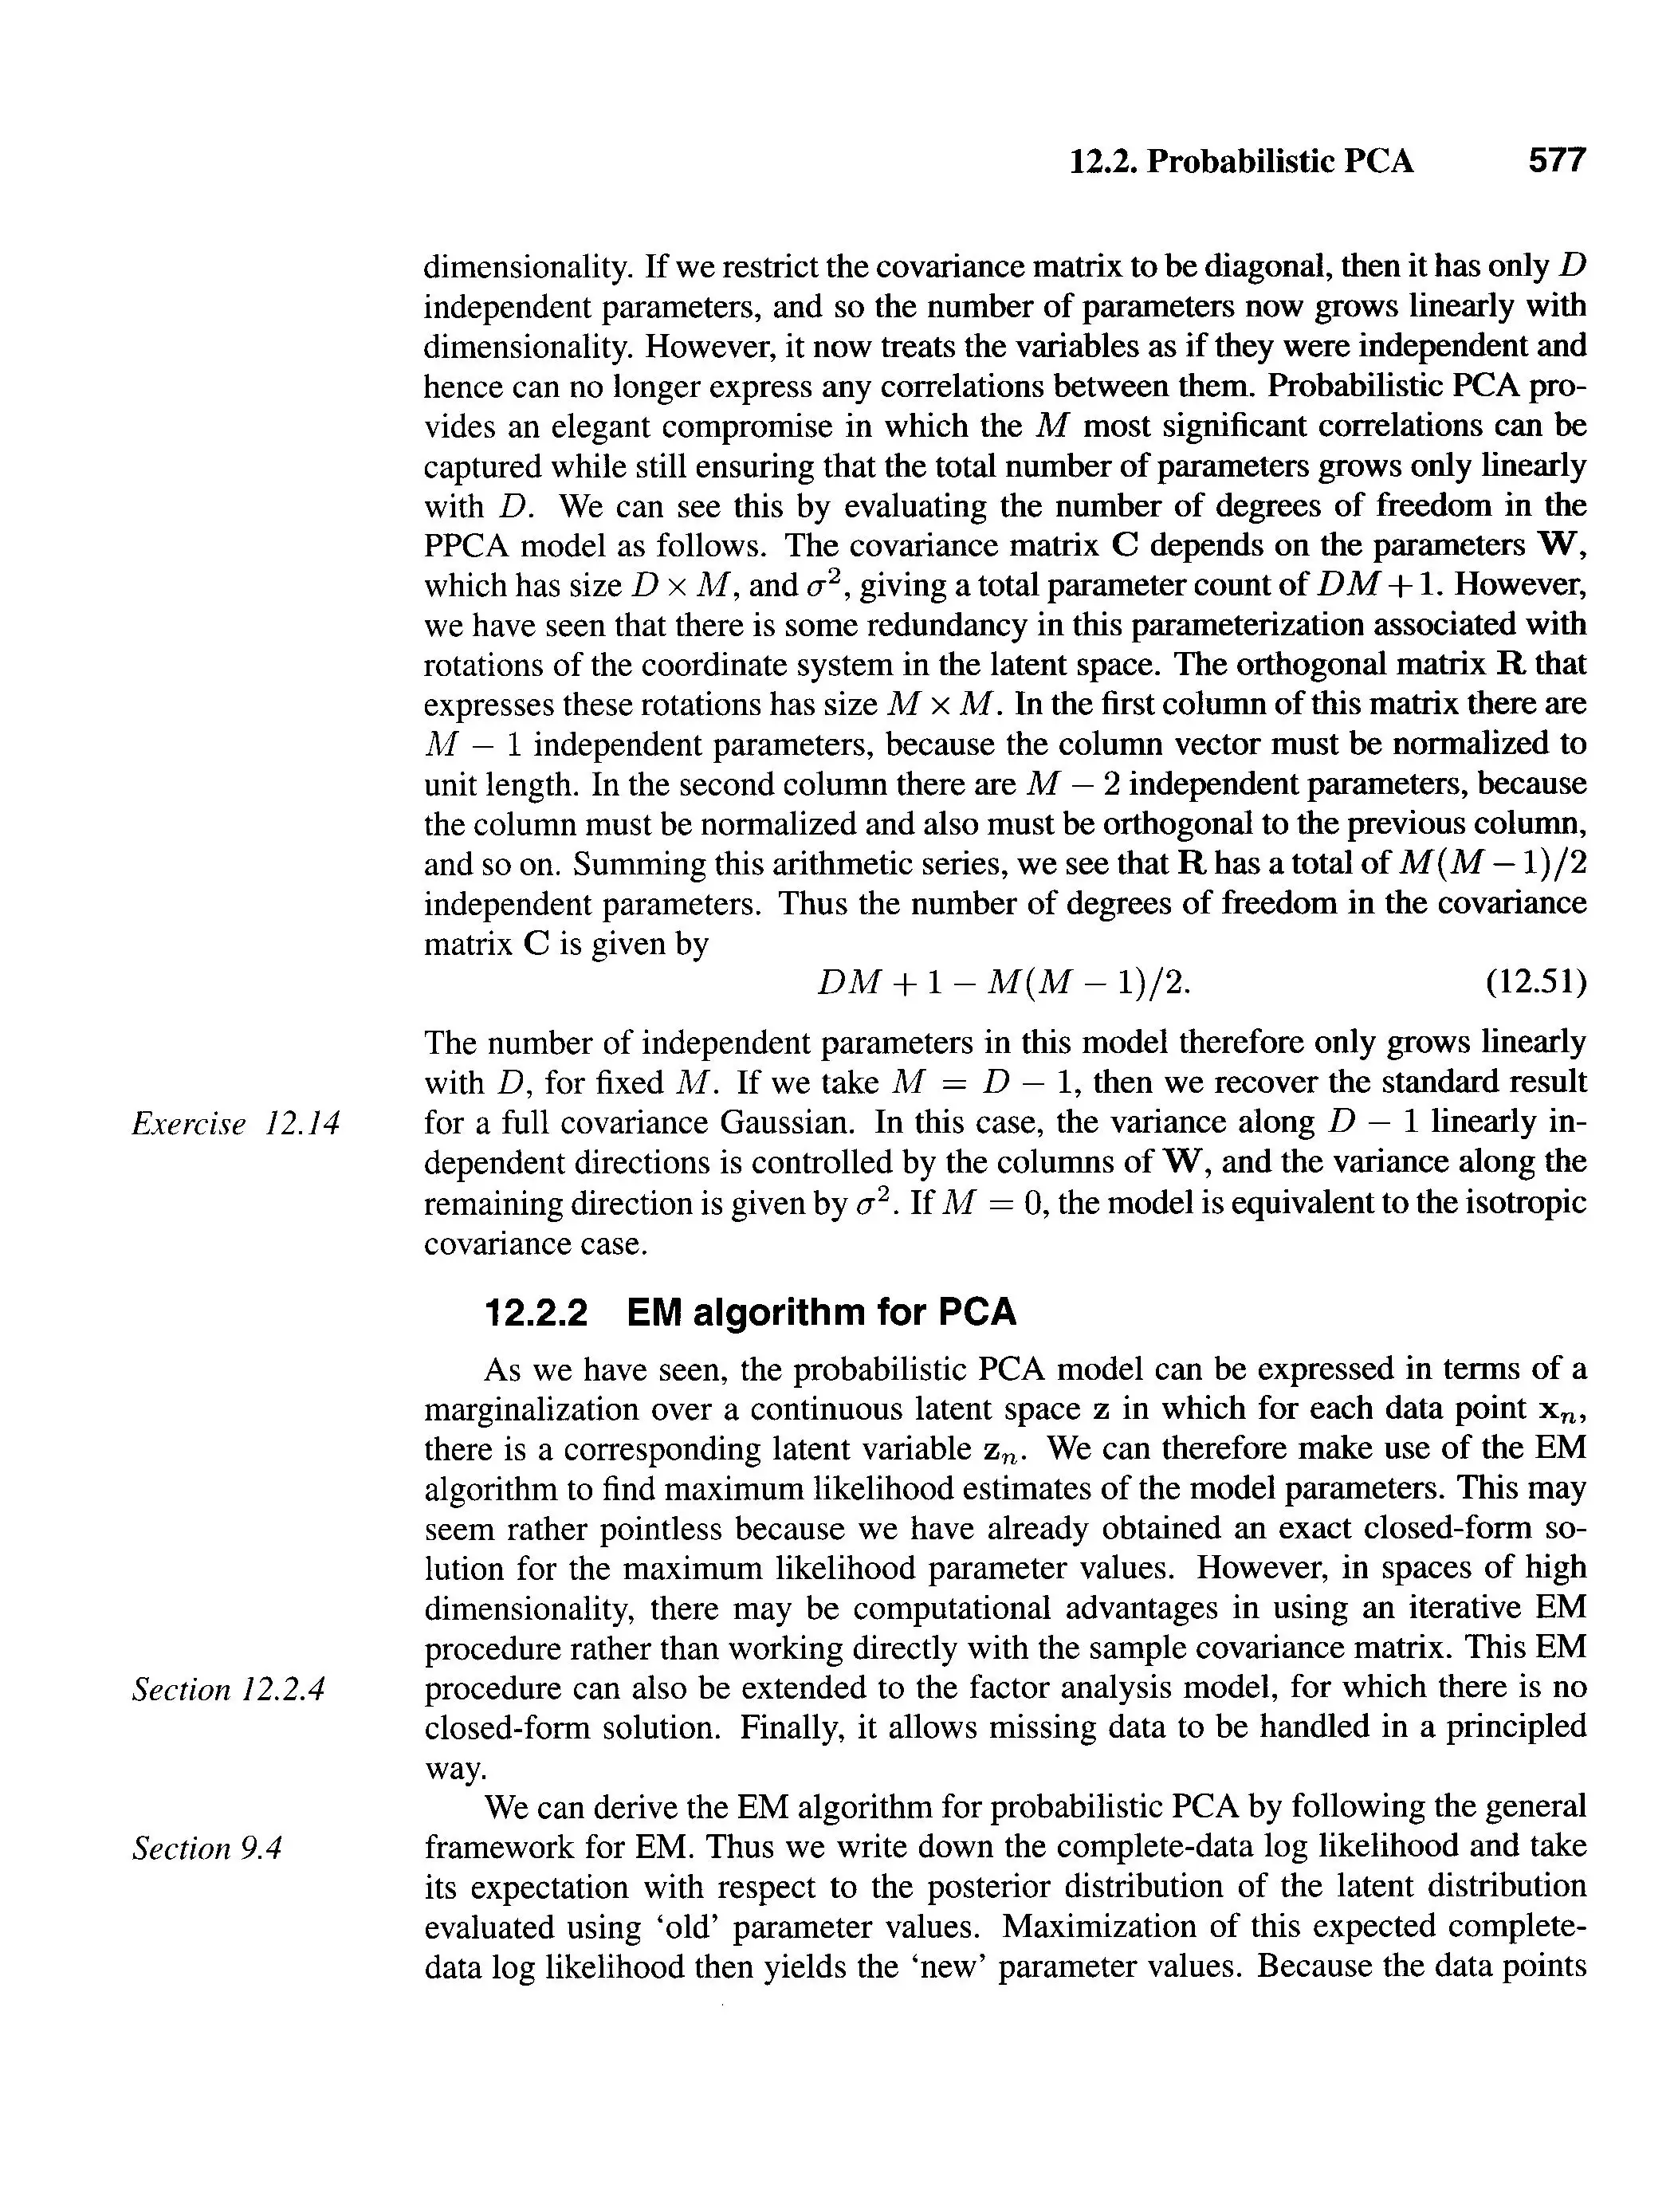 12.2. Probabilistic PCA 577
dimensionality. If we restrict the covariance matrix to be diagonal, then it has only D
independent parameters, and so the number of parameters now grows linearly with
dimensionality. However, it now treats the variables as if they were independent and
hence can no longer express any correlations between them. Probabilistic PCA pro-
vides an elegant compromise in which the M most significant correlations can be
captured while still ensuring that the total number of parameters grows only linearly
with D. We can see this by evaluating the number of degrees of freedom in the
PPCA model as follows. The covariance matrix C depends on the parameters W,
which has size D × M, and σ², giving a total parameter count of DM + 1. However,
we have seen that there is some redundancy in this parameterization associated with
rotations of the coordinate system in the latent space. The orthogonal matrix R that
expresses these rotations has size M × M. In the first column of this matrix there are
M − 1 independent parameters, because the column vector must be normalized to
unit length. In the second column there are M − 2 independent parameters, because
the column must be normalized and also must be orthogonal to the previous column,
and so on. Summing this arithmetic series, we see that R has a total of M(M − 1)/2
independent parameters. Thus the number of degrees of freedom in the covariance
matrix C is given by
DM + 1 − M(M − 1)/2. (12.51)
The number of independent parameters in this model therefore only grows linearly
with D, for fixed M. If we take M = D − 1, then we recover the standard result
Exercise 12.14 for a full covariance Gaussian. In this case, the variance along D − 1 linearly in-
dependent directions is controlled by the columns of W, and the variance along the
remaining direction is given by σ². If M = 0, the model is equivalent to the isotropic
covariance case.
12.2.2 EM algorithm for PCA
As we have seen, the probabilistic PCA model can be expressed in terms of a
marginalization over a continuous latent space z in which for each data point xₙ,
there is a corresponding latent variable zₙ. We can therefore make use of the EM
algorithm to find maximum likelihood estimates of the model parameters. This may
seem rather pointless because we have already obtained an exact closed-form so-
lution for the maximum likelihood parameter values. However, in spaces of high
dimensionality, there may be computational advantages in using an iterative EM
procedure rather than working directly with the sample covariance matrix. This EM
Section 12.2.4 procedure can also be extended to the factor analysis model, for which there is no
closed-form solution. Finally, it allows missing data to be handled in a principled
way.
We can derive the EM algorithm for probabilistic PCA by following the general
Section 9.4 framework for EM. Thus we write down the complete-data log likelihood and take
its expectation with respect to the posterior distribution of the latent distribution
evaluated using ‘old’ parameter values. Maximization of this expected complete-
data log likelihood then yields the ‘new’ parameter values. Because the data points